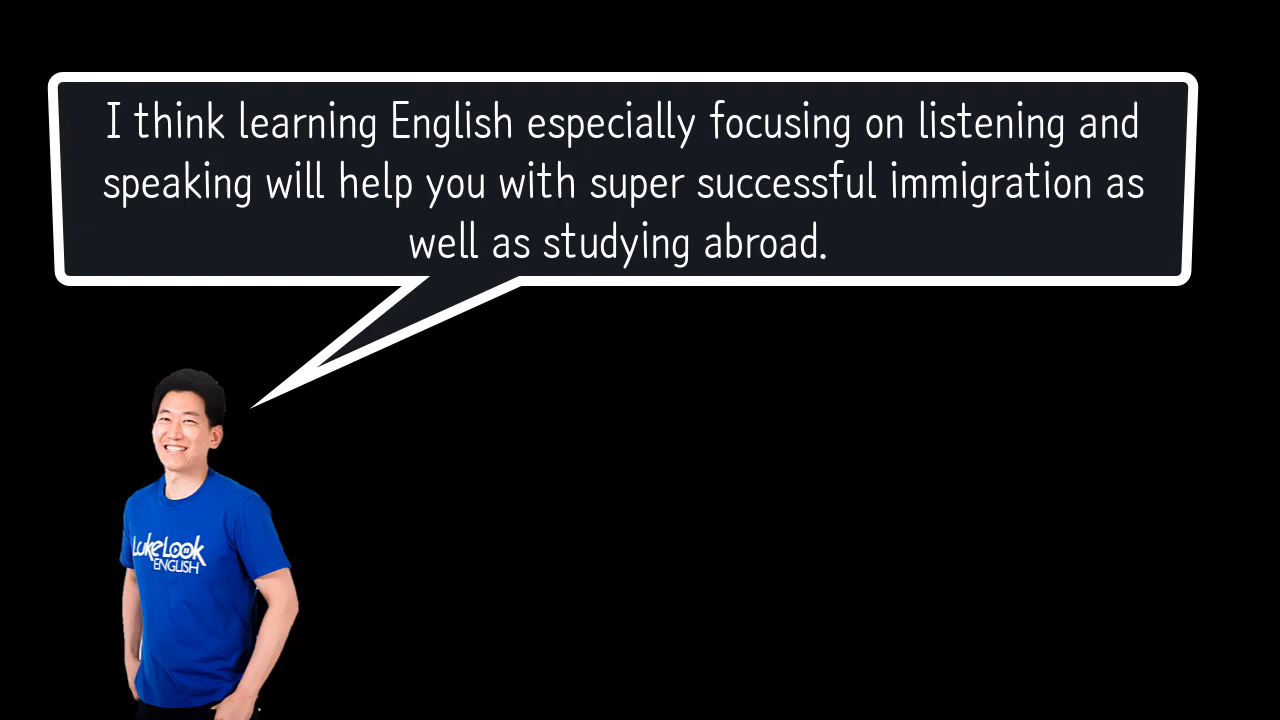 I think learning English especially focusing on listening and
speaking will help you with super successful immigration as
well as studying abroad.
LukeLook
ENGLISH